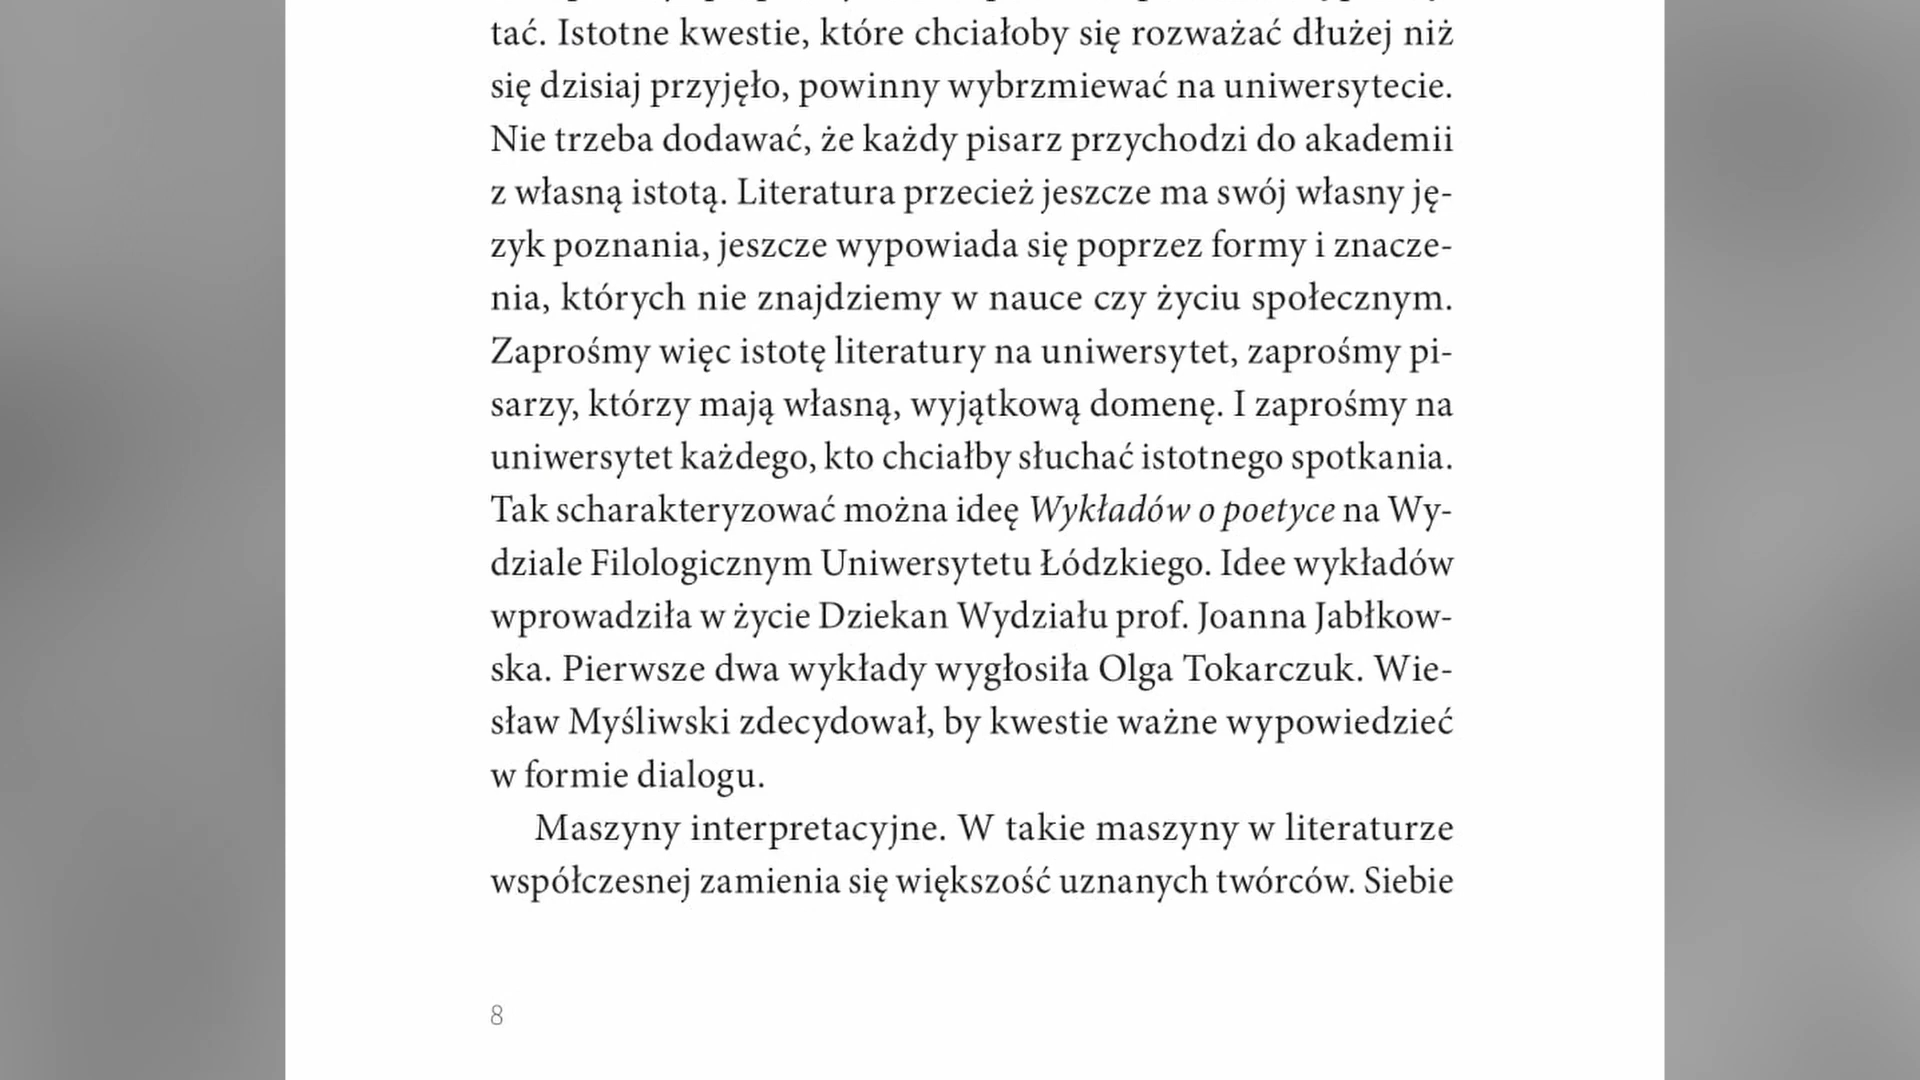 tać. Istotne kwestie, które chciałoby się rozważać dłużej niż
się dzisiaj przyjęło, powinny wybrzmiewać na uniwersytecie.
Nie trzeba dodawać, że każdy pisarz przychodzi do akademii
z własną istotą. Literatura przecież jeszcze ma swój własny ję-
zyk poznania, jeszcze wypowiada się poprzez formy i znacze-
nia, których nie znajdziemy w nauce czy życiu społecznym.
Zaprośmy więc istotę literatury na uniwersytet, zaprośmy pi-
sarzy, którzy mają własną, wyjątkową domenę. I zaprośmy na
uniwersytet każdego, kto chciałby słuchać istotnego spotkania.
Tak scharakteryzować można ideę Wykładów o poetyce na Wy-
dziale Filologicznym Uniwersytetu Łódzkiego. Idee wykładów
wprowadziła w życie Dziekan Wydziału prof. Joanna Jabłkow-
ska. Pierwsze dwa wykłady wygłosiła Olga Tokarczuk. Wie-
sław Myśliwski zdecydował, by kwestie ważne wypowiedzieć
w formie dialogu.
Maszyny interpretacyjne. W takie maszyny w literaturze
współczesnej zamienia się większość uznanych twórców. Siebie
8